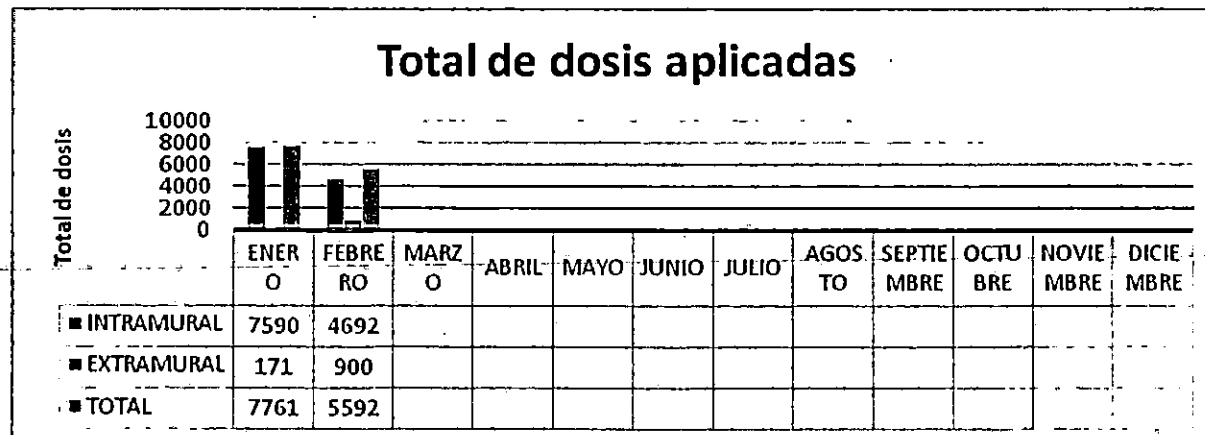 Total de dosis aplicadas
Total de dosis
10000
8000
6000
4000
2000
0
ENER
O
FEBRE
RO
MARZ
O
ABRIL
MAYO
JUNIO
JULIO
AGOS
TO
SEPTIE
MBRE
OCTU
BRE
NOVIE
MBRE
DICIE
MBRE
INTRAMURAL 7590 4692
EXTRAMURAL 171 900
TOTAL 7761 5592